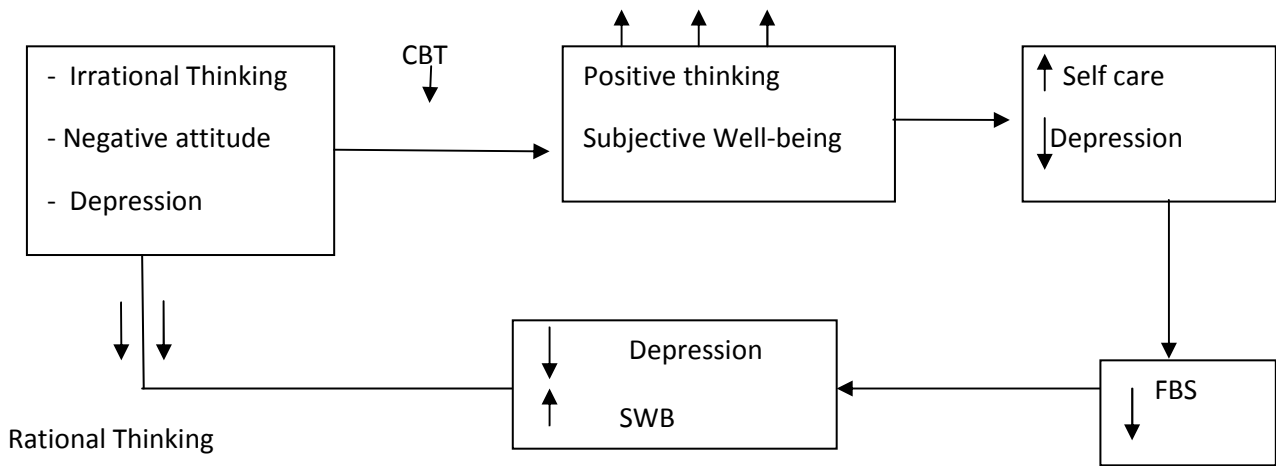 - Irrational Thinking
- Negative attitude
- Depression
CBT
Positive thinking
Subjective Well-being
Self care
Depression
FBS
Depression
SWB
Rational Thinking